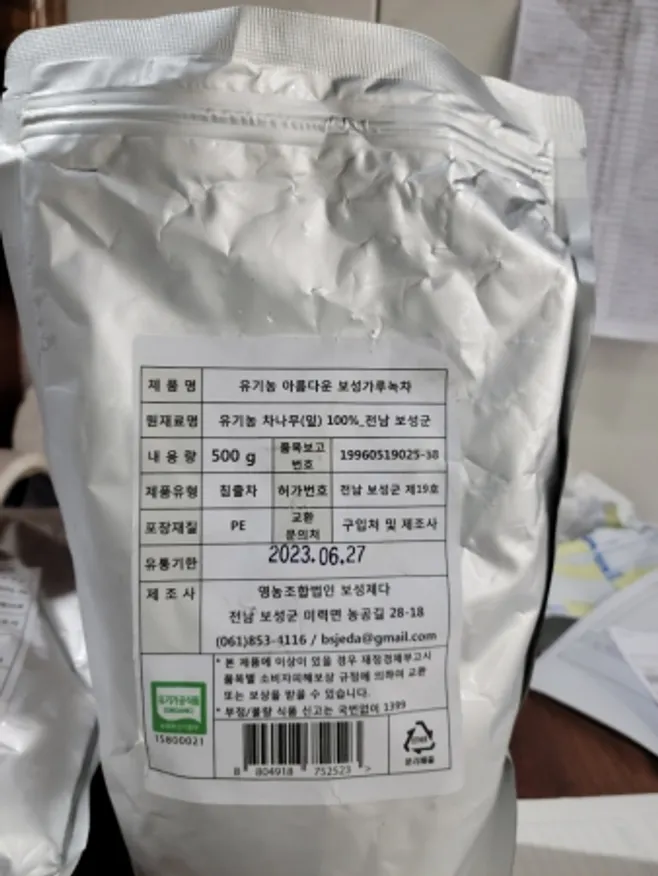 제 품 명 유기농 아름다운 보성가루녹차
원재료명 유기농 차나무(잎) 100%_전남 보성군
내 용 량 500 g 품목보고번호 19960519025-38
제품유형 침출차 허가번호 전남 보성군 제19호
포장재질 PE 교환문의처 구입처 및 제조사
유통기한 2023.06.27
제 조 사 영농조합법인 보성제다
전남 보성군 미력면 농공길 28-18
(061)853-4116 / bsjeda@gmail.com
* 본 제품에 이상이 있을 경우 재정경제부고시
품목별 소비자피해보상 규정에 의하여 교환
또는 보상을 받을 수 있습니다.
* 부정/불량 식품 신고는 국번없이 1399
유기가공식품
(ORGANIC)
15800021
8 804918 752523 >
분리배출